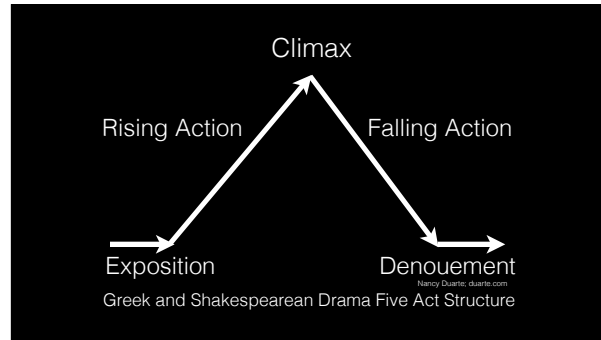 Climax
Rising Action
Falling Action
Exposition
Denouement
Nancy Duarte; duarte.com
Greek and Shakespearean Drama Five Act Structure